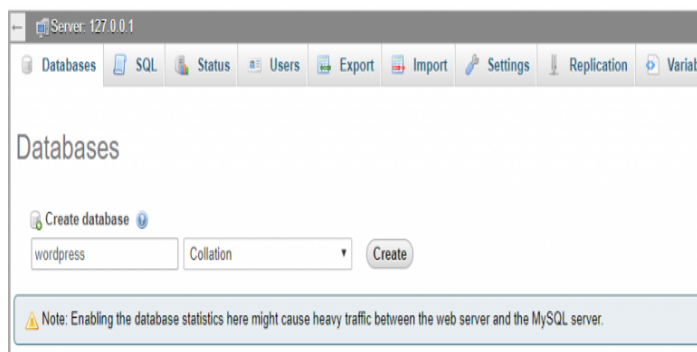 Server: 127.0.0.1
Databases SQL Status Users Export Import Settings Replication Variab
Databases
Create database
wordpress Collation Create
Note: Enabling the database statistics here might cause heavy traffic between the web server and the MySQL server.